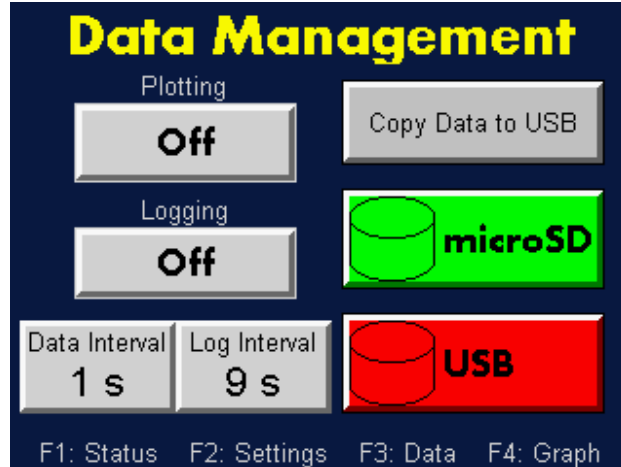 Data Management
Plotting
Off
Copy Data to USB
Logging
Off
microSD
Data Interval
1 s
Log Interval
9 s
USB
F1: Status F2: Settings F3: Data F4: Graph